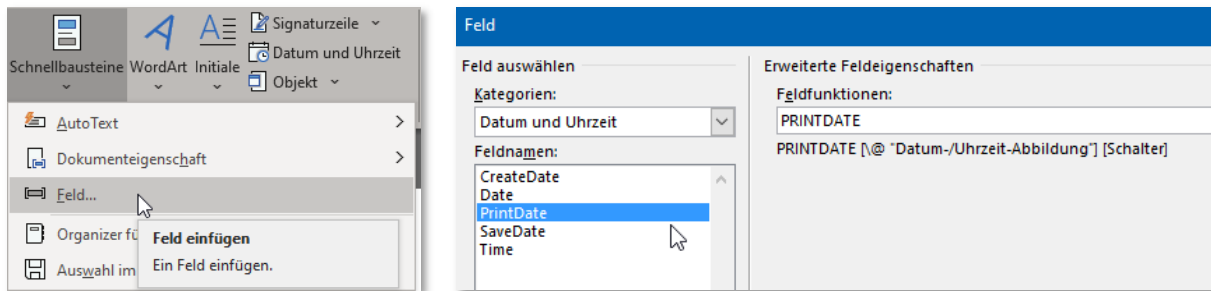 Schnellbausteine WordArt Initiale
Signaturzeile
Datum und Uhrzeit
Objekt
AutoText
Dokumenteigenschaft
Feld...
Organizer fü
Auswahl im
Feld einfügen
Ein Feld einfügen.
Feld
Feld auswählen
Kategorien:
Datum und Uhrzeit
Feldnamen:
CreateDate
Date
PrintDate
SaveDate
Time
Erweiterte Feldeigenschaften
Feldfunktionen:
PRINTDATE
PRINTDATE [\@ "Datum-/Uhrzeit-Abbildung"] [Schalter]